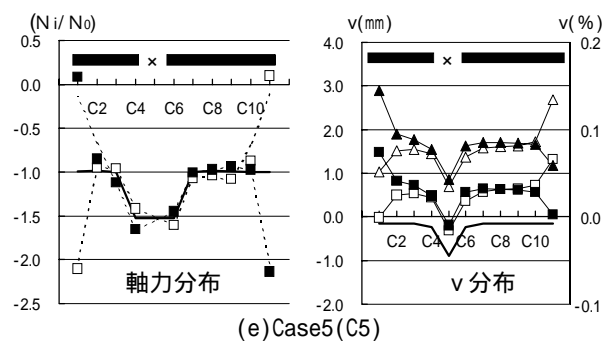 (Ni/N0) v(mm) v(%)
0.5 4.0 0.2
× ×
0.0 3.0
C2 C4 C6 C8 C10
-0.5 2.0 0.1
-1.0 1.0
-1.5 0.0 0.0
C2 C4 C6 C8 C10
-2.0 -1.0
軸力分布 v 分布
-2.5 -2.0 -0.1
(e)Case5(C5)